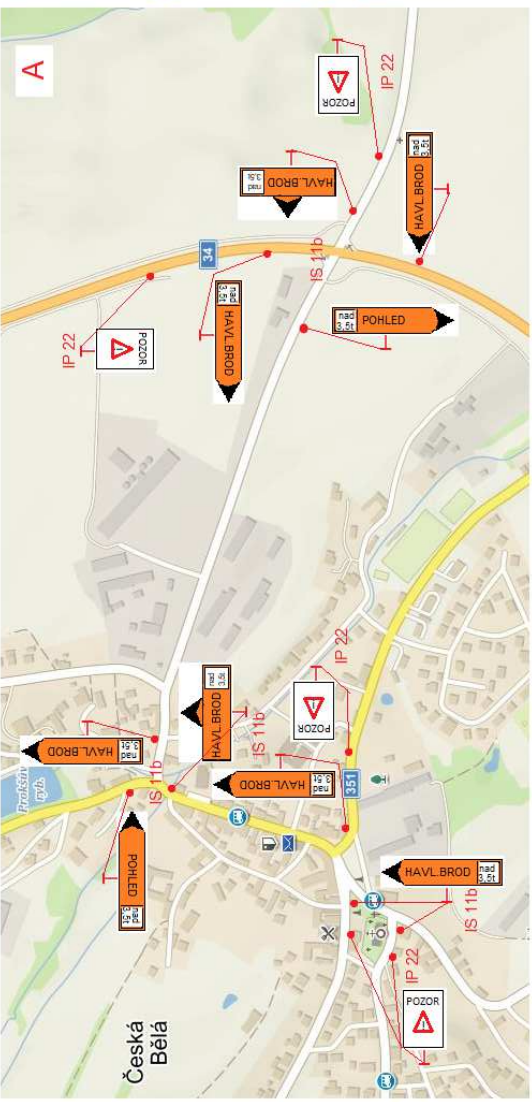 A
POZOR
IP 22
HAVL.BROD
nad
3,5t
34
IS 11b
HAVL.BROD
nad
3,5t
IP 22
POZOR
HAVL.BROD
nad
3,5t
nad
3,5t
POHLED
HAVL.BROD
nad
3,5t
IS 11b
HAVL.BROD
nad
3,5t
IP 22
POZOR
Prokšův
ryb.
IS 11b
HAVL.BROD
nad
3,5t
351
POHLED
nad
3,5t
HAVL.BROD
nad
3,5t
IS 11b
IP 22
POZOR
Česká
Bělá